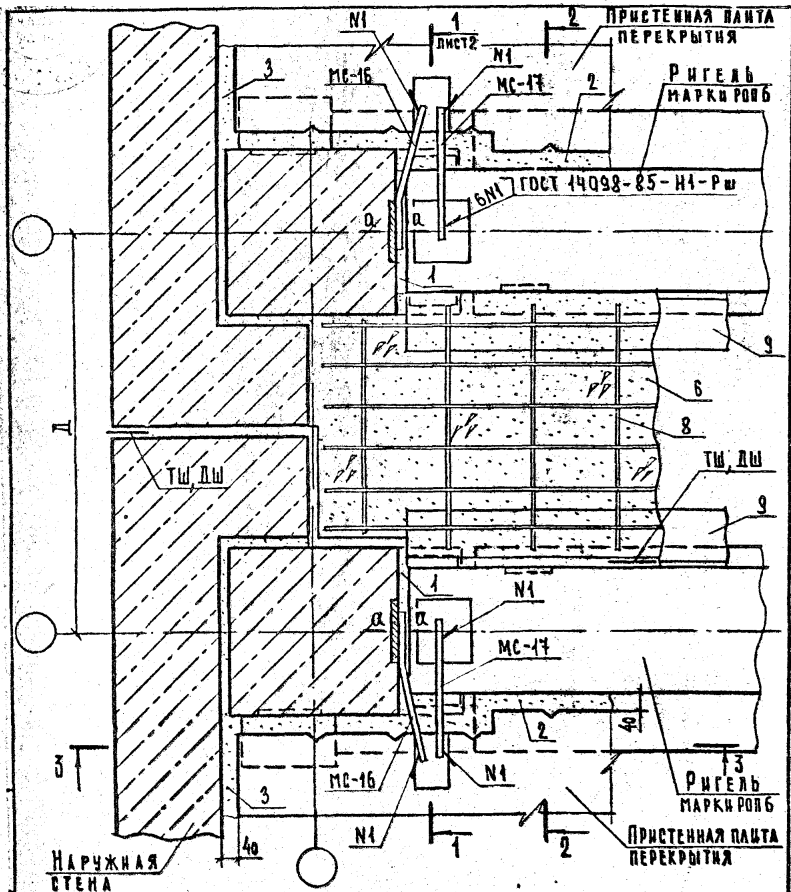 N1
1
ЛИСТ2
2
ПРИСТЕННАЯ ПЛИТА
ПЕРЕКРЫТИЯ
3
МС-16
N1
МС-17
2
РИГЕЛЬ
МАРКИ РОП6
6N1 ГОСТ 14098-85-Н1-Рш
а
а
1
9
6
8
Д
ТШ, ДШ
ТШ, ДШ
9
1
а
а
N1
МС-17
2
40
3
3
МС-16
N1
3
РИГЕЛЬ
МАРКИ РОП6
40
N1
1
2
ПРИСТЕННАЯ ПЛИТА
ПЕРЕКРЫТИЯ
НАРУЖНАЯ
СТЕНА